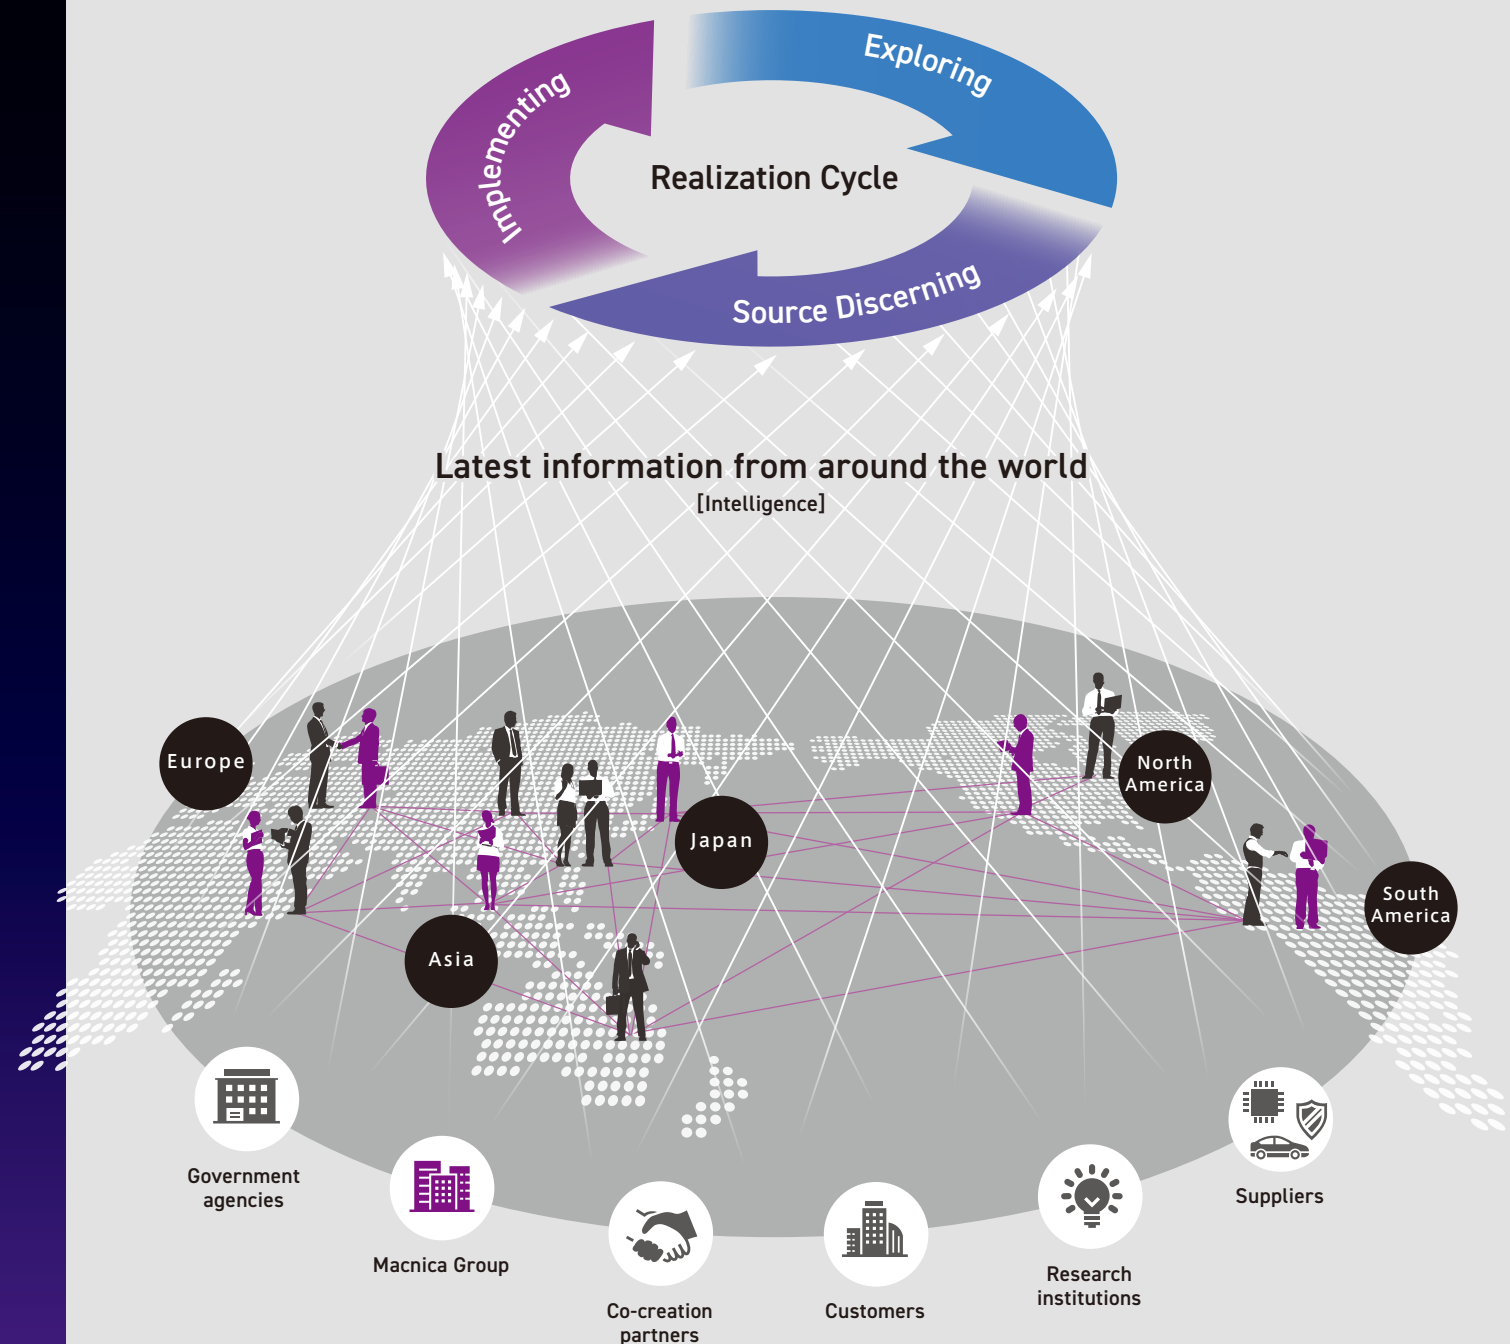 Exploring
Implementing
Realization Cycle
Source Discerning
Latest information from around the world
[Intelligence]
Europe
North
America
Japan
South
America
Asia
Government
agencies
Macnica Group
Co-creation
partners
Customers
Research
institutions
Suppliers